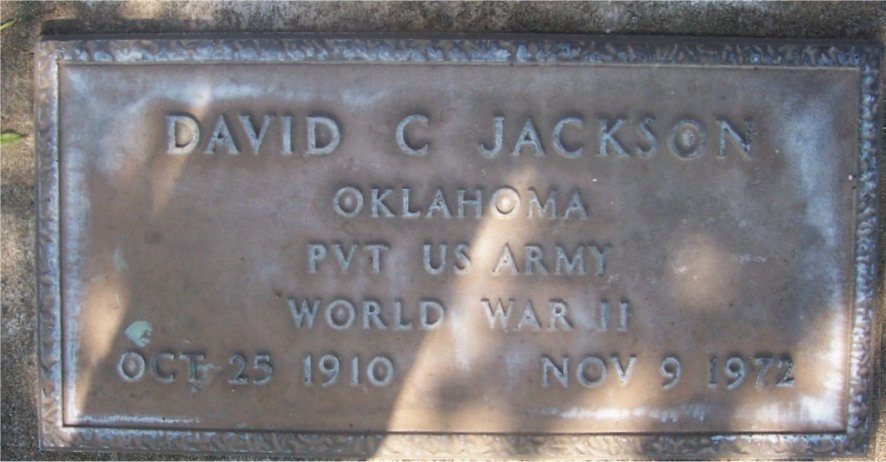 DAVID C JACKSON
OKLAHOMA
PVT US ARMY
WORLD WAR II
OCT 25 1910 NOV 9 1972